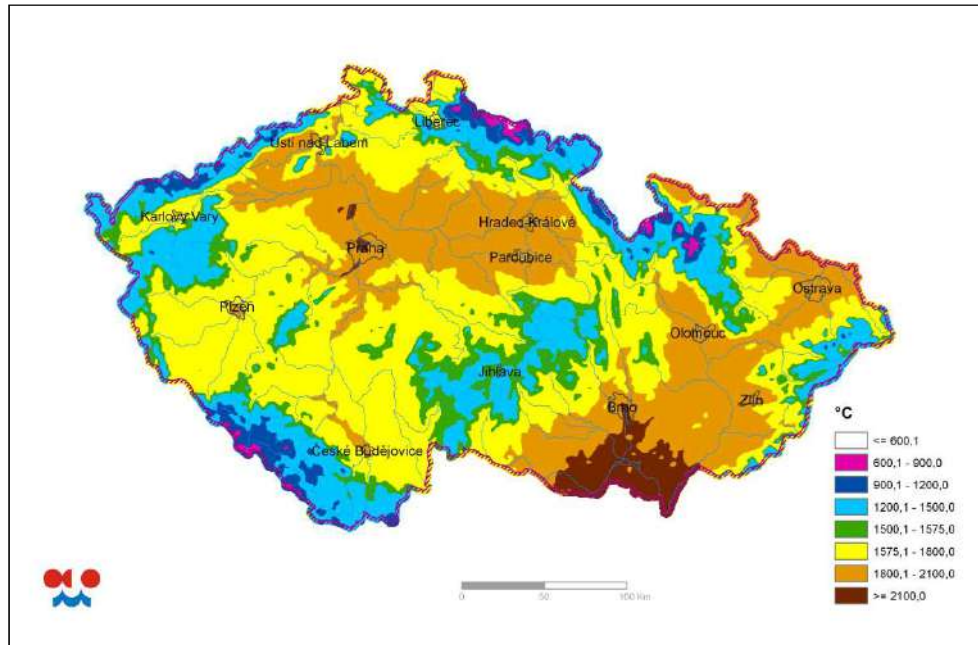 Liberec
Ústí nad Labem
Karlovy Vary
Hradec Králové
Praha
Pardubice
Ostrava
Plzeň
Olomouc
Jihlava
Zlín
Brno
České Budějovice
°C
<= 600,1
600,1 - 900,0
900,1 - 1200,0
1200,1 - 1500,0
1500,1 - 1575,0
1575,1 - 1800,0
1800,1 - 2100,0
>= 2100,0
0 50 100 Km